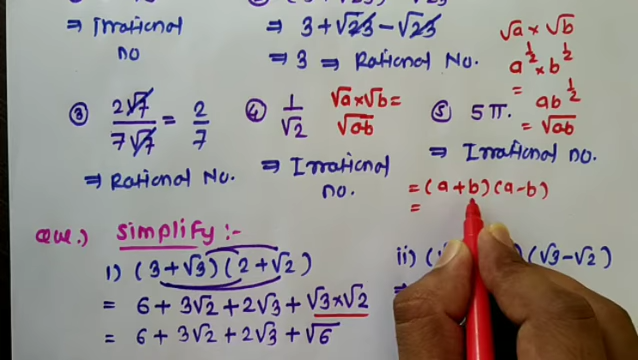 ⇒ Irrational no
⇒ 3 + √23 − √23
⇒ 3 ⇒ Rational No.
√a × √b
a^½ × b^½
= ab^½
= √ab
③ 2√7 / 7√7 = 2/7
⇒ Rational No.
④ 1/√2
√a × √b = √ab
⇒ Irrational no.
⑤ 5π.
⇒ Irrational no.
= (a + b)(a − b)
=
Que.) Simplify :-
i) (3 + √3)(2 + √2)
= 6 + 3√2 + 2√3 + √3×√2
= 6 + 3√2 + 2√3 + √6
ii) ( )(√3 − √2)